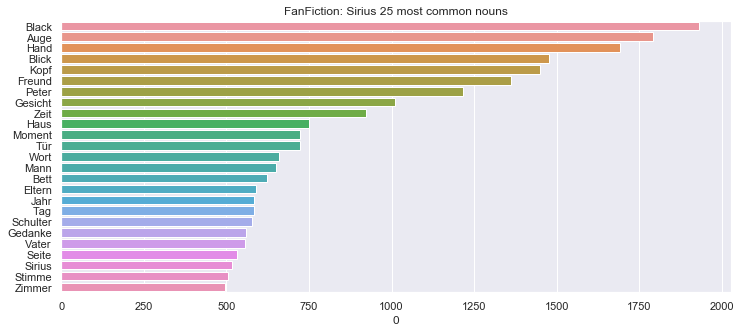 FanFiction: Sirius 25 most common nouns
Black
Auge
Hand
Blick
Kopf
Freund
Peter
Gesicht
Zeit
Haus
Moment
Tür
Wort
Mann
Bett
Eltern
Jahr
Tag
Schulter
Gedanke
Vater
Seite
Sirius
Stimme
Zimmer
0 250 500 750 1000 1250 1500 1750 2000
0